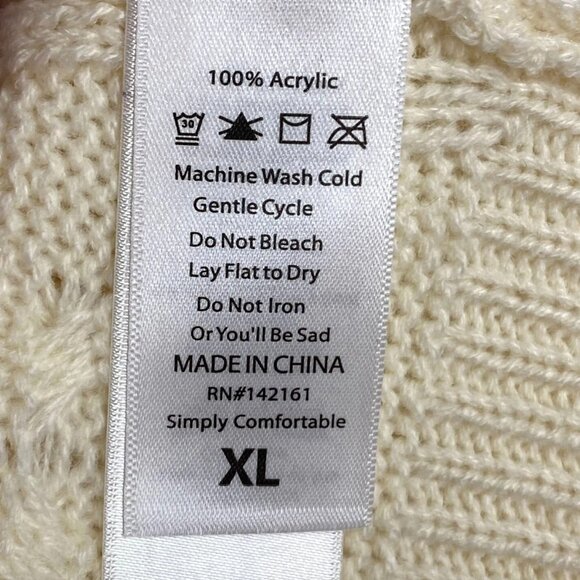 100% Acrylic
30
Machine Wash Cold
Gentle Cycle
Do Not Bleach
Lay Flat to Dry
Do Not Iron
Or You'll Be Sad
MADE IN CHINA
RN#142161
Simply Comfortable
XL